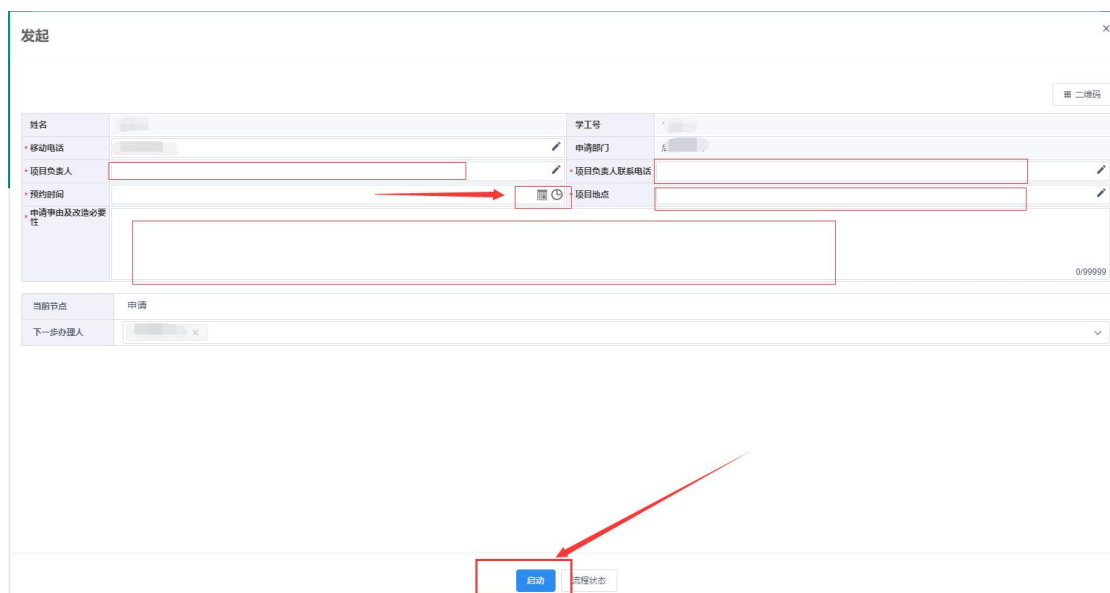 发起
×
二维码
姓名 学工号
*移动电话 申请部门
*项目负责人 *项目负责人联系电话
*预约时间 *项目地点
*申请事由及改造必要
性
0/99999
当前节点 申请
下一步办理人 ×
启动 流程状态